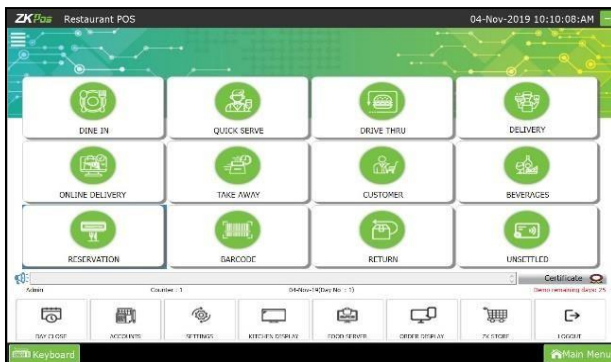 ZKPos Restaurant POS 04-Nov-2019 10:10:08:AM
DINE IN QUICK SERVE DRIVE THRU DELIVERY
ONLINE DELIVERY TAKE AWAY CUSTOMER BEVERAGES
RESERVATION BARCODE RETURN UNSETTLED
Certificate
Admin Counter : 1 04-Nov-19(Day No : 1) Demo remaining days: 25
DAY CLOSE ACCOUNTS SETTINGS KITCHEN DISPLAY FOOD SERVER ORDER DISPLAY ZK STORE LOGOUT
Keyboard Main Menu